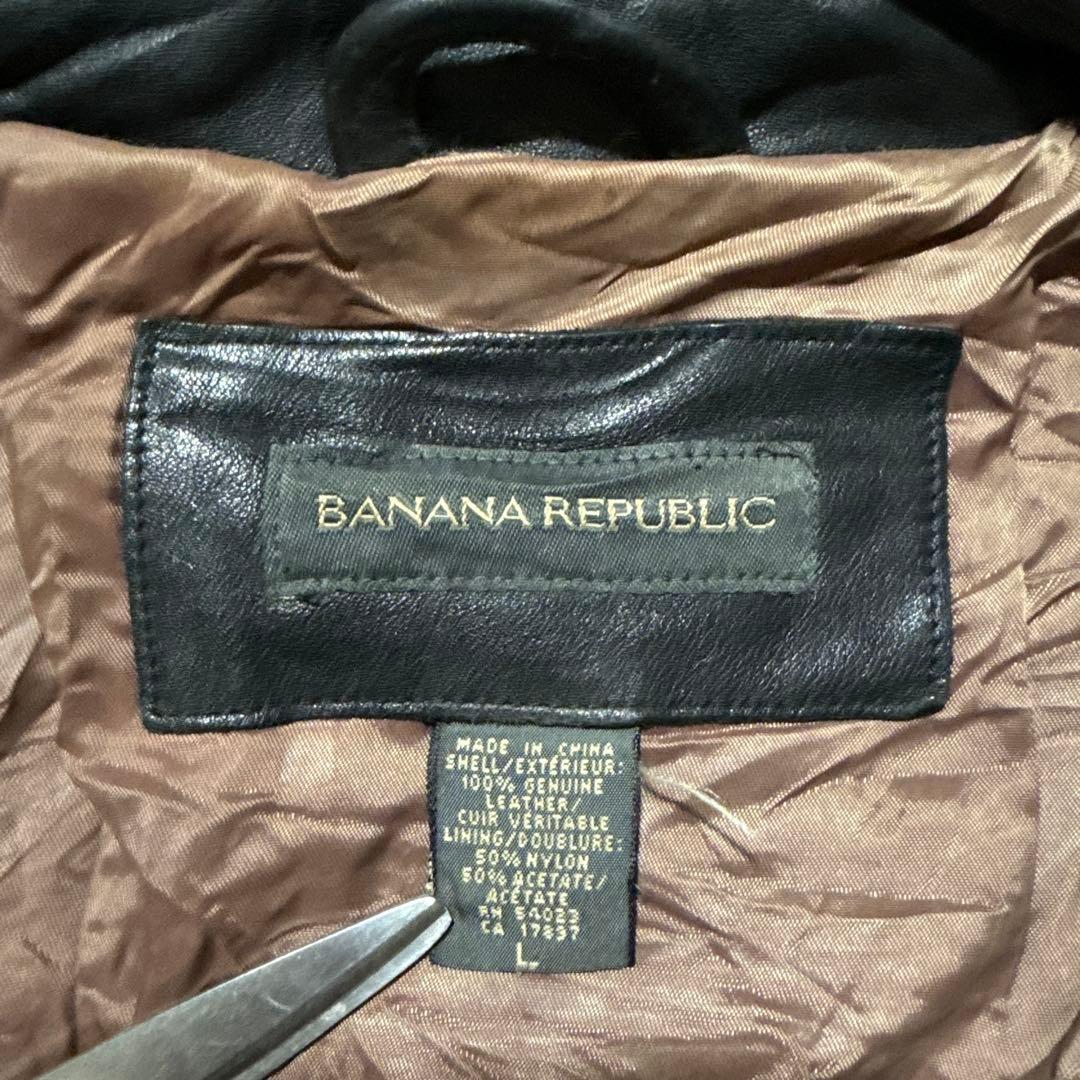 BANANA REPUBLIC
MADE IN CHINA
SHELL/EXTÉRIEUR:
100% GENUINE
LEATHER/
CUIR VÉRITABLE
LINING/DOUBLURE:
50% NYLON
50% ACETATE/
ACÉTATE
RN 54023
CA 17897
L